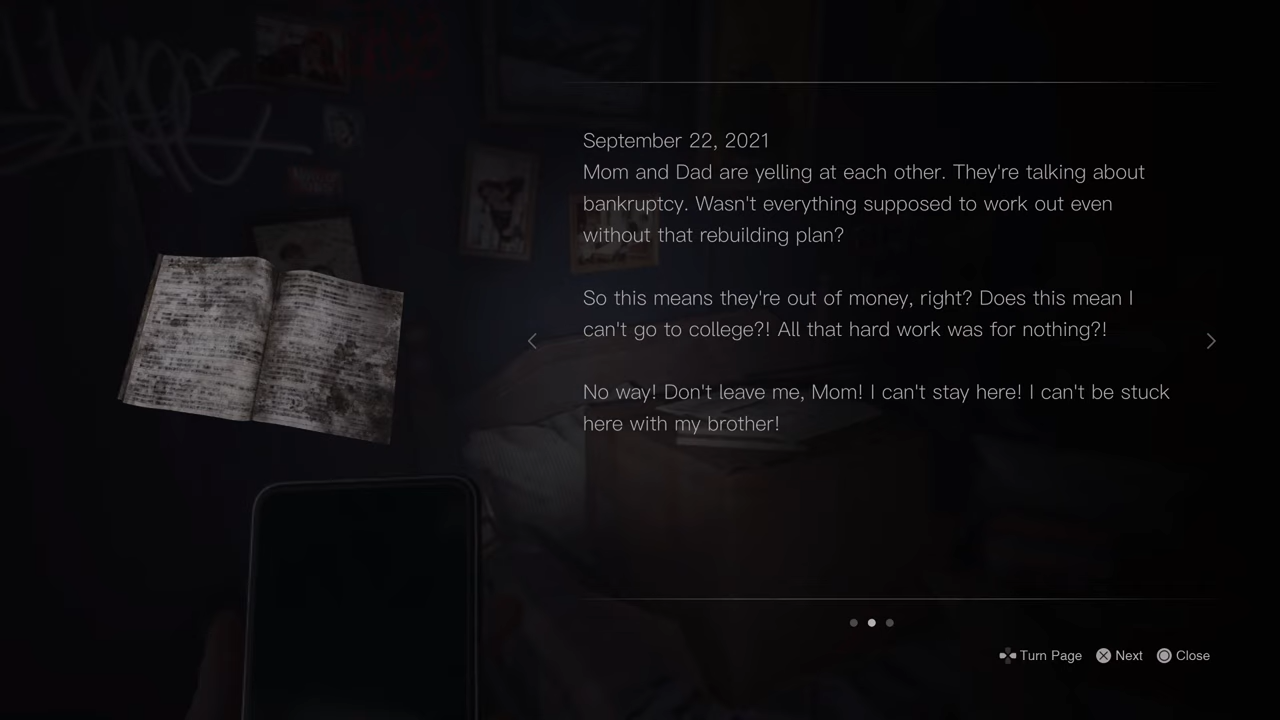 September 22, 2021
Mom and Dad are yelling at each other. They're talking about
bankruptcy. Wasn't everything supposed to work out even
without that rebuilding plan?
So this means they're out of money, right? Does this mean I
can't go to college?! All that hard work was for nothing?!
No way! Don't leave me, Mom! I can't stay here! I can't be stuck
here with my brother!
Turn Page
Next
Close